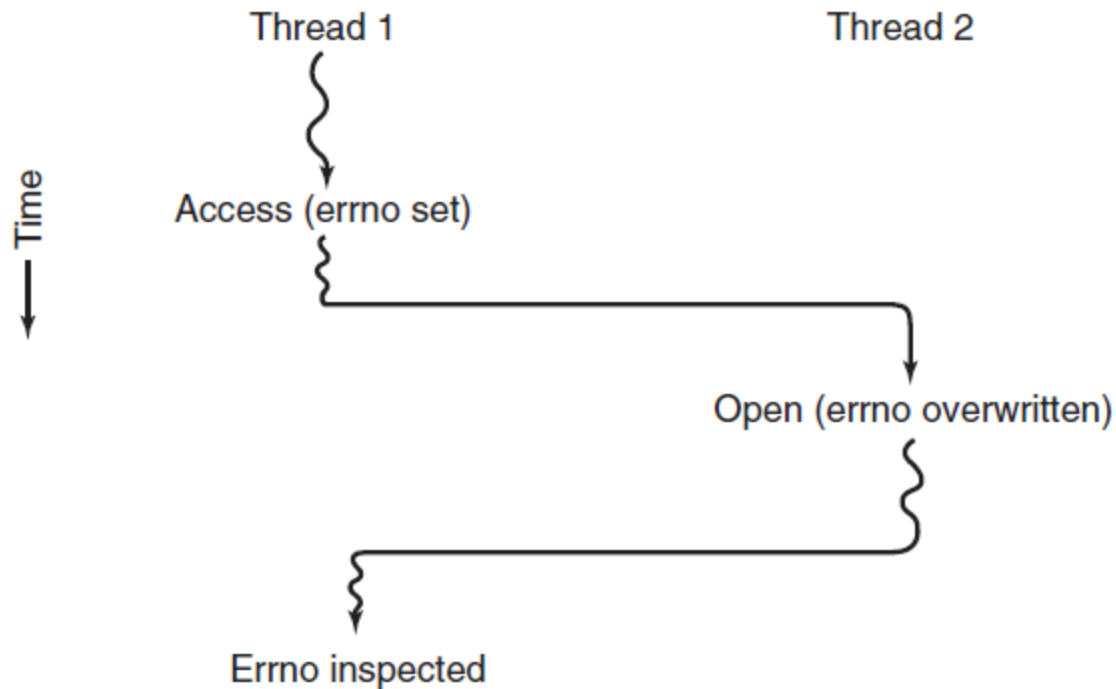 Thread 1
Thread 2
Time
Access (errno set)
Open (errno overwritten)
Errno inspected